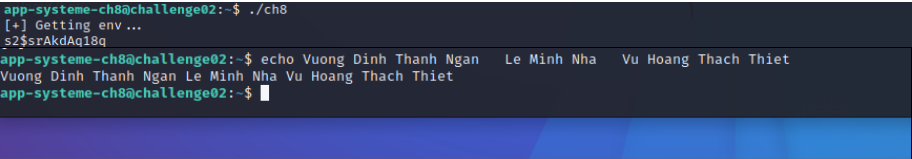 app-systeme-ch8@challenge02:~$ ./ch8
[+] Getting env...
s2$srAkdAq18q
app-systeme-ch8@challenge02:~$ echo Vuong Dinh Thanh Ngan   Le Minh Nha   Vu Hoang Thach Thiet
Vuong Dinh Thanh Ngan Le Minh Nha Vu Hoang Thach Thiet
app-systeme-ch8@challenge02:~$